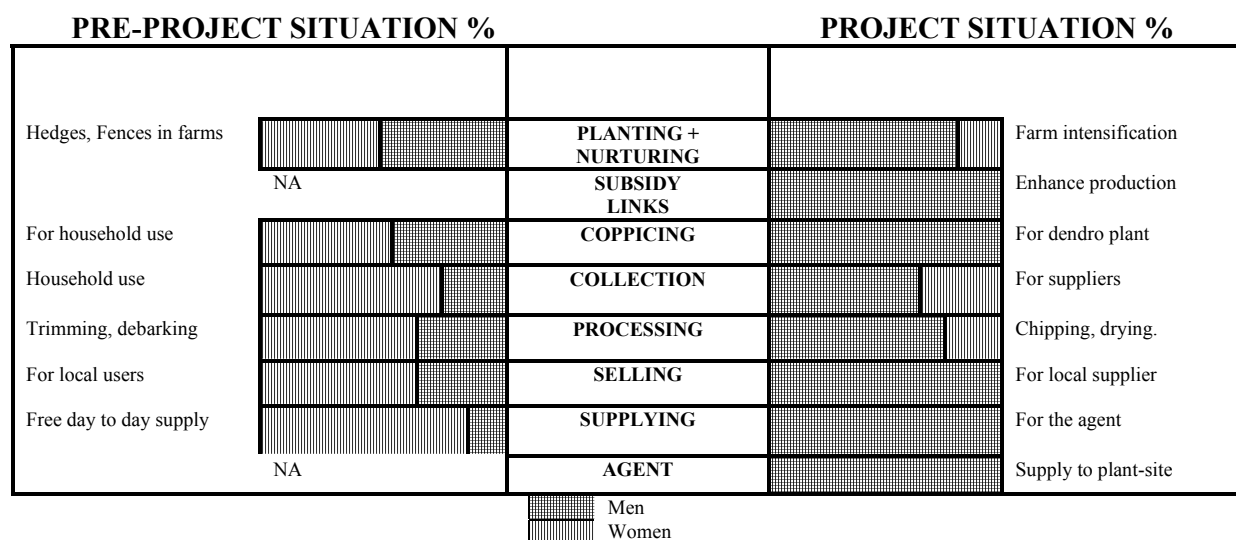 PRE-PROJECT SITUATION % PROJECT SITUATION %
Hedges, Fences in farms PLANTING + Farm intensification
NURTURING
NA SUBSIDY Enhance production
LINKS
For household use COPPICING For dendro plant
Household use COLLECTION For suppliers
Trimming, debarking PROCESSING Chipping, drying.
For local users SELLING For local supplier
Free day to day supply SUPPLYING For the agent
NA AGENT Supply to plant-site
Men
Women